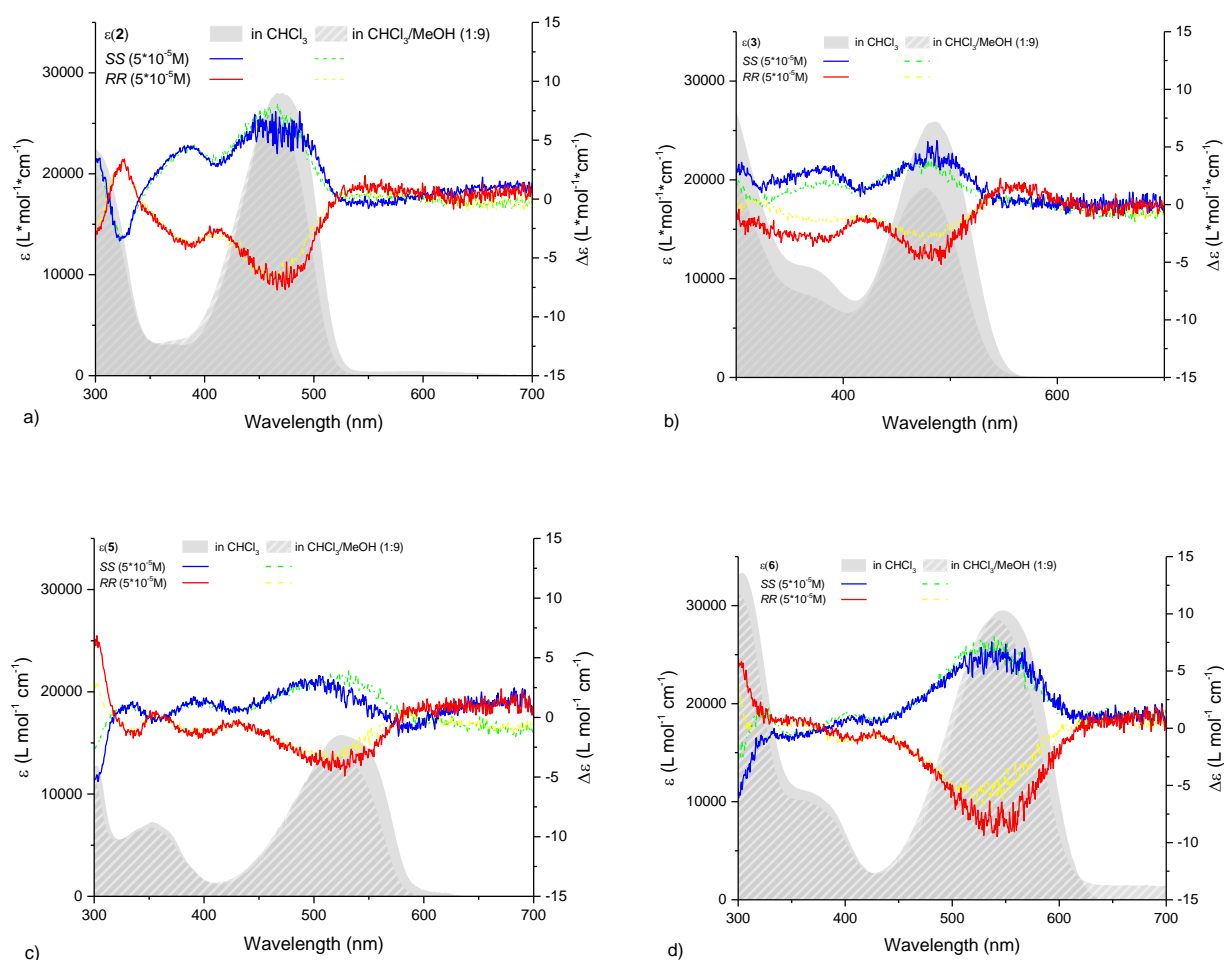 ε(2) in CHCl₃ in CHCl₃/MeOH (1:9)
SS (5*10⁻⁵M)
RR (5*10⁻⁵M)
ε (L*mol⁻¹*cm⁻¹)
30000
20000
10000
0
15
10
5
0
-5
-10
-15
Δε (L*mol⁻¹*cm⁻¹)
300 400 500 600 700
Wavelength (nm)
a)
ε(3) in CHCl₃ in CHCl₃/MeOH (1:9)
SS (5*10⁻⁵M)
RR (5*10⁻⁵M)
ε (L*mol⁻¹*cm⁻¹)
30000
20000
10000
0
15
10
5
0
-5
-10
-15
Δε (L*mol⁻¹*cm⁻¹)
400 600
Wavelength (nm)
b)
ε(5) in CHCl₃ in CHCl₃/MeOH (1:9)
SS (5*10⁻⁵M)
RR (5*10⁻⁵M)
ε (L mol⁻¹ cm⁻¹)
30000
20000
10000
0
15
10
5
0
-5
-10
-15
Δε (L mol⁻¹ cm⁻¹)
300 400 500 600 700
Wavelength (nm)
c)
ε(6) in CHCl₃ in CHCl₃/MeOH (1:9)
SS (5*10⁻⁵M)
RR (5*10⁻⁵M)
ε (L mol⁻¹ cm⁻¹)
30000
20000
10000
0
15
10
5
0
-5
-10
-15
Δε (L mol⁻¹ cm⁻¹)
300 400 500 600 700
Wavelength (nm)
d)